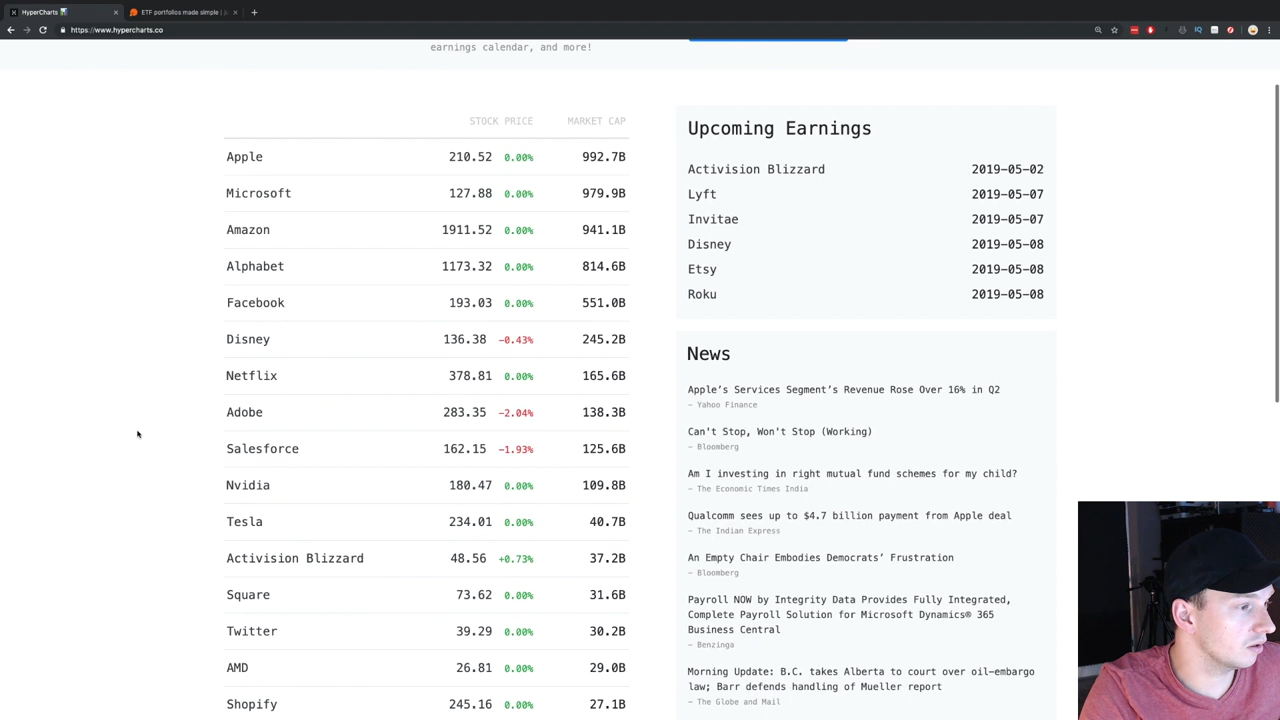 HyperCharts
ETF portfolios made simple | j
https://www.hypercharts.co
earnings calendar, and more!
STOCK PRICE MARKET CAP
Apple 210.52 0.00% 992.7B
Microsoft 127.88 0.00% 979.9B
Amazon 1911.52 0.00% 941.1B
Alphabet 1173.32 0.00% 814.6B
Facebook 193.03 0.00% 551.0B
Disney 136.38 -0.43% 245.2B
Netflix 378.81 0.00% 165.6B
Adobe 283.35 -2.04% 138.3B
Salesforce 162.15 -1.93% 125.6B
Nvidia 180.47 0.00% 109.8B
Tesla 234.01 0.00% 40.7B
Activision Blizzard 48.56 +0.73% 37.2B
Square 73.62 0.00% 31.6B
Twitter 39.29 0.00% 30.2B
AMD 26.81 0.00% 29.0B
Shopify 245.16 0.00% 27.1B
Upcoming Earnings
Activision Blizzard 2019-05-02
Lyft 2019-05-07
Invitae 2019-05-07
Disney 2019-05-08
Etsy 2019-05-08
Roku 2019-05-08
News
Apple’s Services Segment’s Revenue Rose Over 16% in Q2
– Yahoo Finance
Can't Stop, Won't Stop (Working)
– Bloomberg
Am I investing in right mutual fund schemes for my child?
– The Economic Times India
Qualcomm sees up to $4.7 billion payment from Apple deal
– The Indian Express
An Empty Chair Embodies Democrats’ Frustration
– Bloomberg
Payroll NOW by Integrity Data Provides Fully Integrated,
Complete Payroll Solution for Microsoft Dynamics® 365
Business Central
– Benzinga
Morning Update: B.C. takes Alberta to court over oil-embargo
law; Barr defends handling of Mueller report
– The Globe and Mail